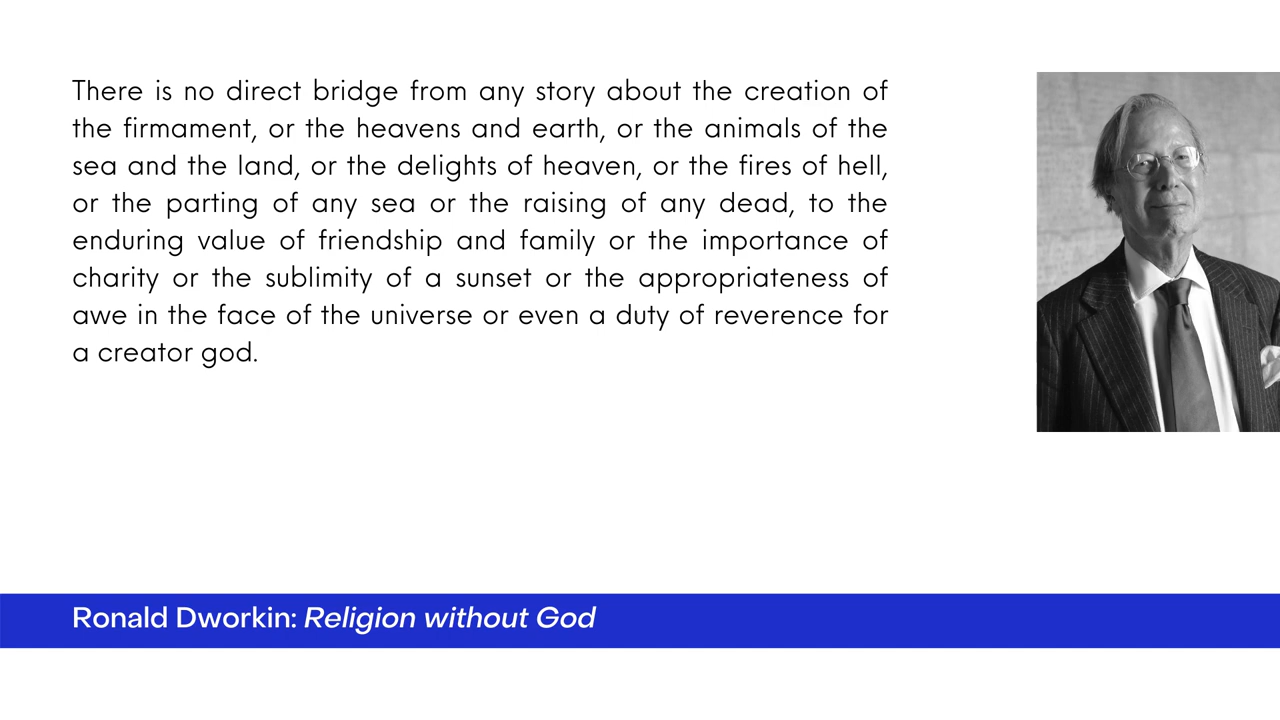 There is no direct bridge from any story about the creation of
the firmament, or the heavens and earth, or the animals of the
sea and the land, or the delights of heaven, or the fires of hell,
or the parting of any sea or the raising of any dead, to the
enduring value of friendship and family or the importance of
charity or the sublimity of a sunset or the appropriateness of
awe in the face of the universe or even a duty of reverence for
a creator god.
Ronald Dworkin: Religion without God